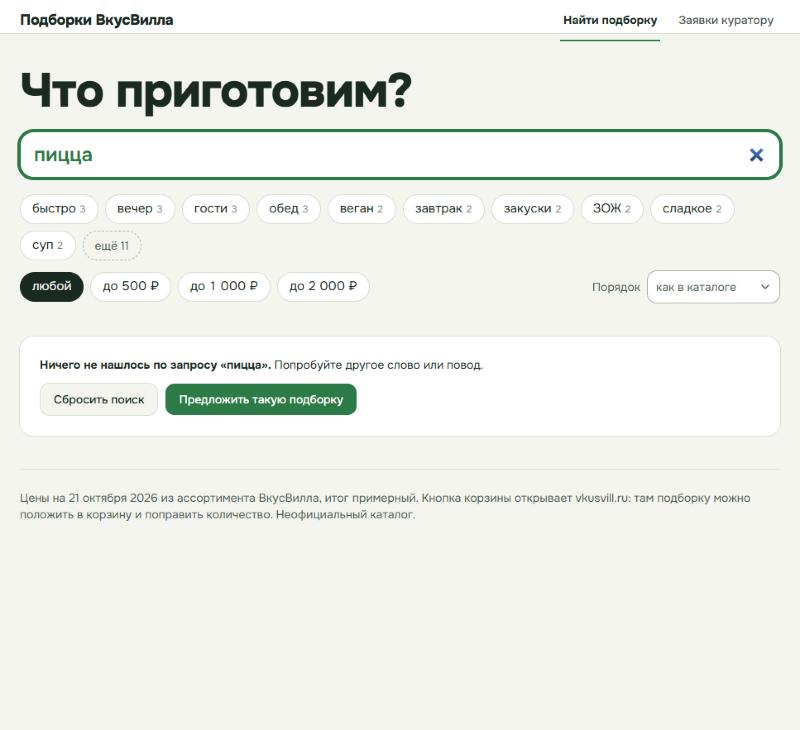 Подборки ВкусВилла
Найти подборку
Заявки куратору
Что приготовим?
пицца
быстро 3
вечер 3
гости 3
обед 3
веган 2
завтрак 2
закуски 2
ЗОЖ 2
сладкое 2
суп 2
ещё 11
любой
до 500 ₽
до 1 000 ₽
до 2 000 ₽
Порядок
как в каталоге
Ничего не нашлось по запросу «пицца». Попробуйте другое слово или повод.
Сбросить поиск
Предложить такую подборку
Цены на 21 октября 2026 из ассортимента ВкусВилла, итог примерный. Кнопка корзины открывает vkusvill.ru: там подборку можно
положить в корзину и поправить количество. Неофициальный каталог.